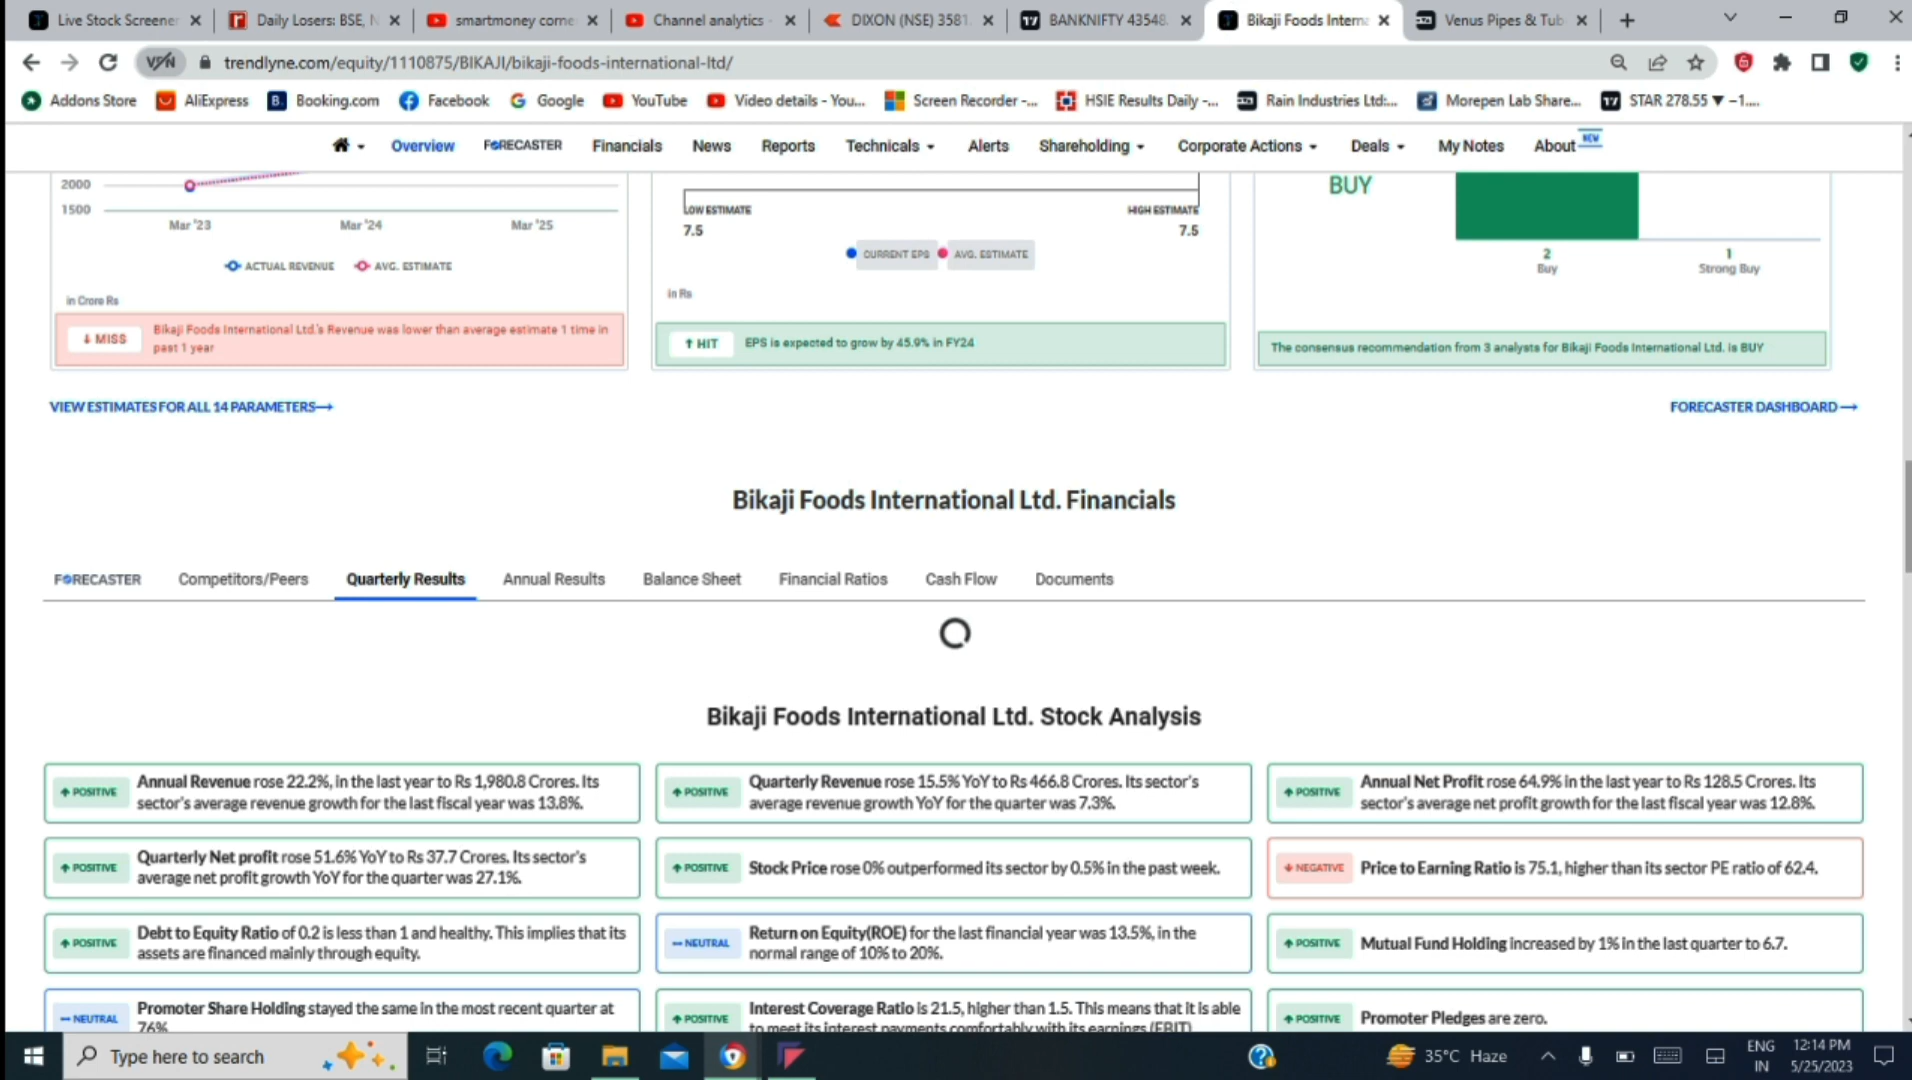 Live Stock Screener
Daily Losers: BSE, N
smartmoney corne
Channel analytics -
DIXON (NSE) 3581.
BANKNIFTY 43548.
Bikaji Foods Interna
Venus Pipes & Tub
VPN
trendlyne.com/equity/1110875/BIKAJI/bikaji-foods-international-ltd/
Addons Store
AliExpress
Booking.com
Facebook
Google
YouTube
Video details - You...
Screen Recorder -...
HSIE Results Daily -...
Rain Industries Ltd:...
Morepen Lab Share...
STAR 278.55 ▼ −1....
Overview
FORECASTER
Financials
News
Reports
Technicals
Alerts
Shareholding
Corporate Actions
Deals
My Notes
About
NEW
2000
1500
Mar '23
Mar '24
Mar '25
ACTUAL REVENUE
AVG. ESTIMATE
in Crore Rs
MISS
Bikaji Foods International Ltd.'s Revenue was lower than average estimate 1 time in
past 1 year
LOW ESTIMATE
7.5
HIGH ESTIMATE
7.5
CURRENT EPS
AVG. ESTIMATE
in Rs
HIT
EPS is expected to grow by 45.9% in FY24
BUY
2
Buy
1
Strong Buy
The consensus recommendation from 3 analysts for Bikaji Foods International Ltd. is BUY
VIEW ESTIMATES FOR ALL 14 PARAMETERS→
FORECASTER DASHBOARD →
Bikaji Foods International Ltd. Financials
FORECASTER
Competitors/Peers
Quarterly Results
Annual Results
Balance Sheet
Financial Ratios
Cash Flow
Documents
Bikaji Foods International Ltd. Stock Analysis
POSITIVE
Annual Revenue rose 22.2%, in the last year to Rs 1,980.8 Crores. Its
sector's average revenue growth for the last fiscal year was 13.8%.
POSITIVE
Quarterly Revenue rose 15.5% YoY to Rs 466.8 Crores. Its sector's
average revenue growth YoY for the quarter was 7.3%.
POSITIVE
Annual Net Profit rose 64.9% in the last year to Rs 128.5 Crores. Its
sector's average net profit growth for the last fiscal year was 12.8%.
POSITIVE
Quarterly Net profit rose 51.6% YoY to Rs 37.7 Crores. Its sector's
average net profit growth YoY for the quarter was 27.1%.
POSITIVE
Stock Price rose 0% outperformed its sector by 0.5% in the past week.
NEGATIVE
Price to Earning Ratio is 75.1, higher than its sector PE ratio of 62.4.
POSITIVE
Debt to Equity Ratio of 0.2 is less than 1 and healthy. This implies that its
assets are financed mainly through equity.
NEUTRAL
Return on Equity(ROE) for the last financial year was 13.5%, in the
normal range of 10% to 20%.
POSITIVE
Mutual Fund Holding increased by 1% in the last quarter to 6.7.
NEUTRAL
Promoter Share Holding stayed the same in the most recent quarter at
76%
POSITIVE
Interest Coverage Ratio is 21.5, higher than 1.5. This means that it is able
to meet its interest payments comfortably with its earnings (EBIT)
POSITIVE
Promoter Pledges are zero.
Type here to search
35°C Haze
ENG
IN
12:14 PM
5/25/2023